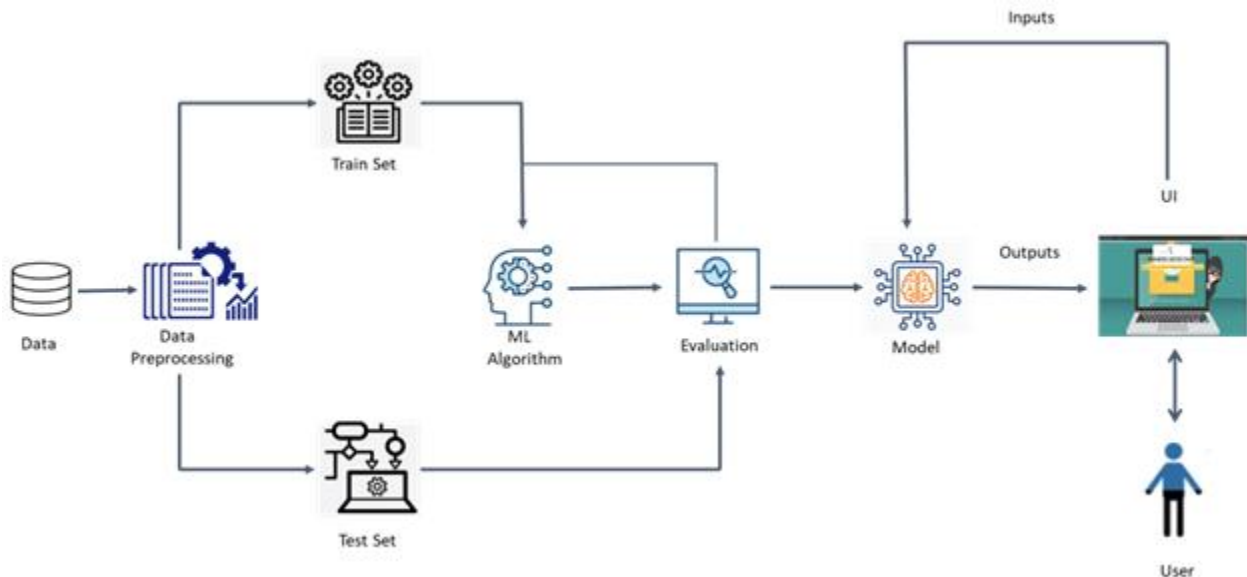 Inputs
Train Set
UI
Outputs
Data
Data
Preprocessing
ML
Algorithm
Evaluation
Model
Test Set
User